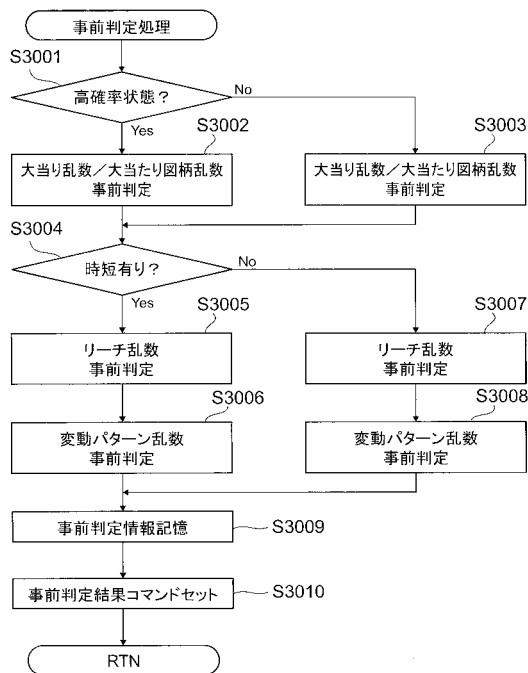 事前判定処理
S3001
高確率状態?
No
Yes
S3002
S3003
大当り乱数／大当たり図柄乱数
事前判定
大当り乱数／大当たり図柄乱数
事前判定
S3004
時短有り?
No
Yes
S3005
S3007
リーチ乱数
事前判定
リーチ乱数
事前判定
S3006
S3008
変動パターン乱数
事前判定
変動パターン乱数
事前判定
事前判定情報記憶
S3009
事前判定結果コマンドセット
S3010
RTN